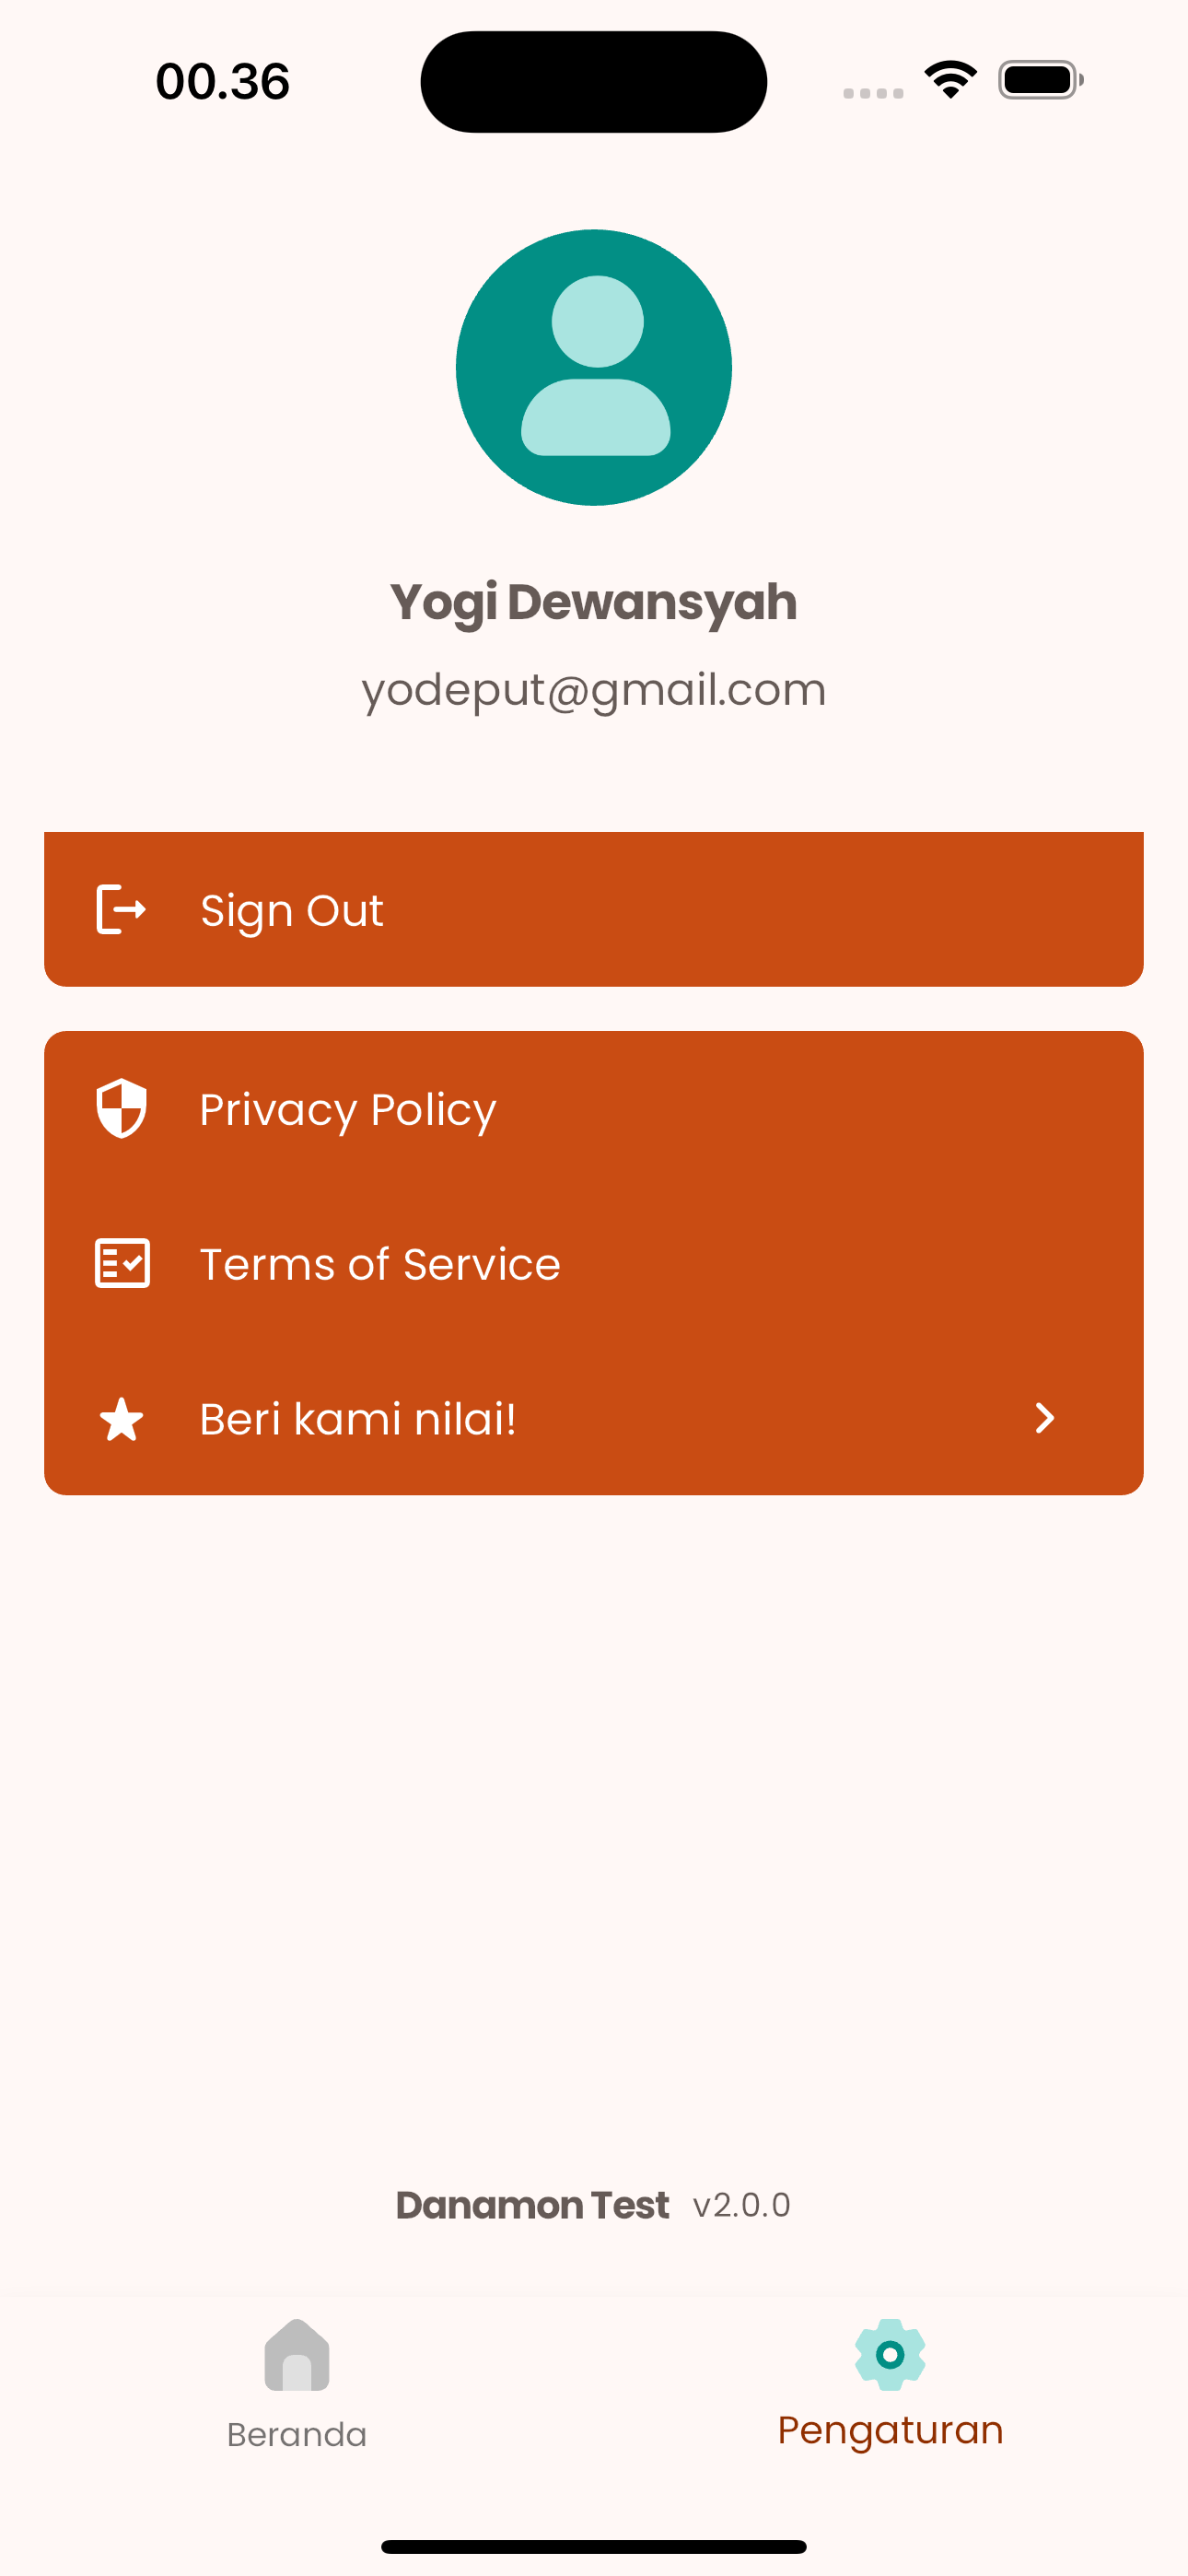 00.36
Yogi Dewansyah
yodeput@gmail.com
Sign Out
Privacy Policy
Terms of Service
Beri kami nilai!
Danamon Test v2.0.0
Beranda
Pengaturan